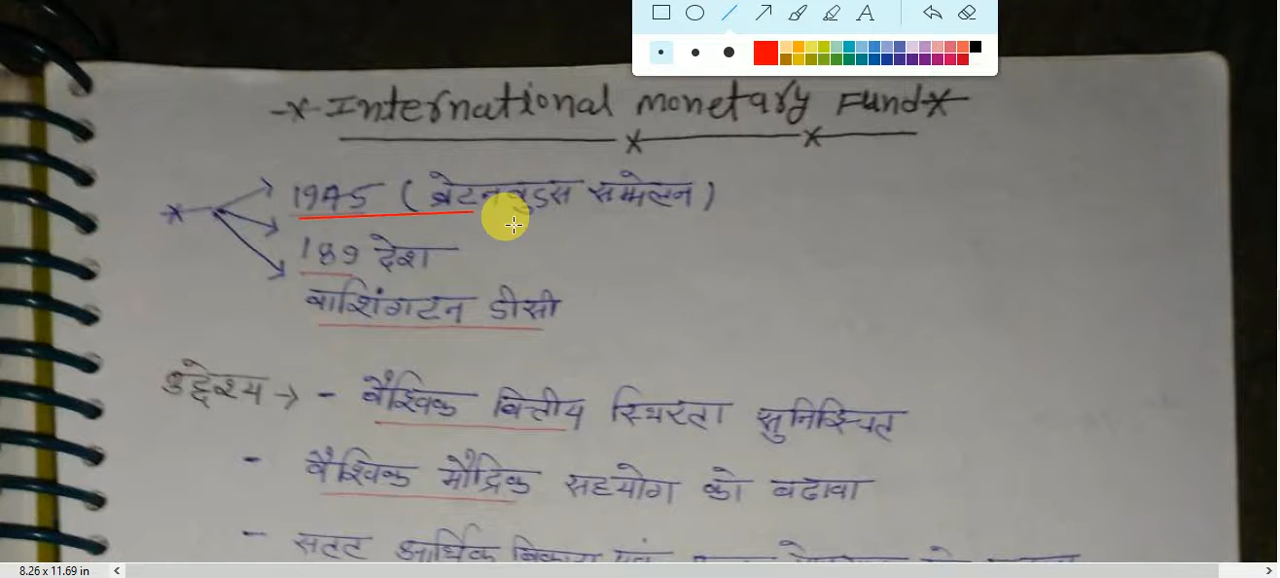 -*-International monetary Fund*
1945 (ब्रेटनवुडस सम्मेलन)
189 देश
वाशिंगटन डीसी
उद्देश्य → - वैश्विक वित्तीय स्थिरता सुनिश्चित
- वैश्विक मौद्रिक सहयोग को बढावा
- सतत आर्थिक विकास एवं
8.26 x 11.69 in